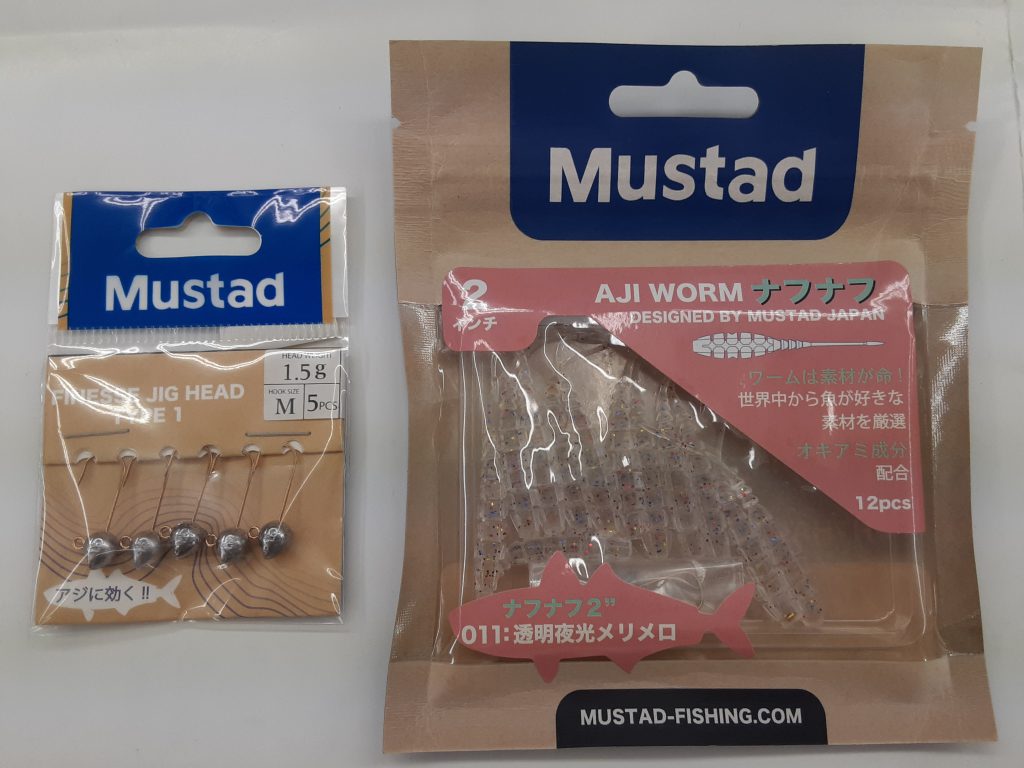 Mustad
FINESSE JIG HEAD
TYPE 1
HEAD WEIGHT
1.5g
HOOK SIZE
M
5PCS
アジに効く!!
Mustad
2
インチ
AJI WORM ナフナフ
DESIGNED BY MUSTAD JAPAN
ワームは素材が命!
世界中から魚が好きな
素材を厳選
オキアミ成分
配合
12pcs
ナフナフ2"
011:透明夜光メリメロ
MUSTAD-FISHING.COM